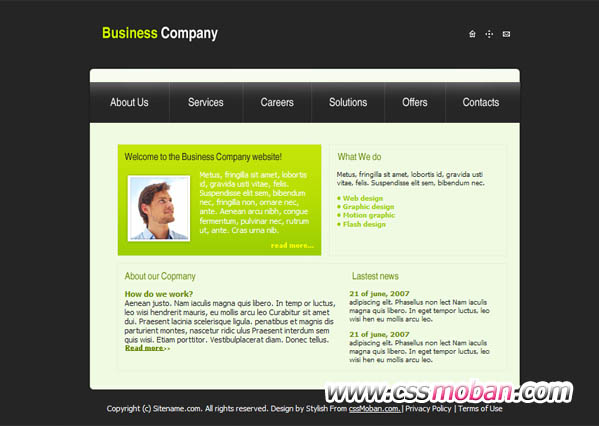 Business Company
About Us Services Careers Solutions Offers Contacts
Welcome to the Business Company website!
Metus, fringilla sit amet, lobortis
id, gravida usti vitae, felis.
Suspendisse elit sem, bibendum
nec, fringilla non, ornare nec,
ante. Aenean arcu nibh, congue
fermentum, pulvinar nec, rutrum
ut, ante. Cras urna nib.
read more...
What We do
Metus, fringilla sit amet, lobortis id, gravida usti
vitae, felis. Suspendisse elit sem, bibendum nec.
• Web design
• Graphic design
• Motion graphic
• Flash design
About our Copmany
How do we work?
Aenean justo. Nam iaculis magna quis libero. In temp or luctus,
leo wisi hendrerit mauris, eu mollis arcu leo Curabitur sit amet
dui. Praesent lacinia scelerisque ligula. penatibus et magnis dis
parturient montes, nascetur ridic ulus Praesent interdum sem
quis wisi. Etiam porttitor. Vestibulplacerat diam. Donec tellus.
Read more>>
Lastest news
21 of june, 2007
adipiscing elit. Phasellus non lect Nam iaculis
magna quis libero. In eget tempor luctus, leo
wisi hen eu mollis arcu leo.
21 of june, 2007
adipiscing elit. Phasellus non lect Nam iaculis
magna quis libero. In eget tempor luctus, leo
wisi hen eu mollis arcu leo.
www.cssmoban.com
Copyright (c) Sitename.com. All rights reserved. Design by Stylish From cssMoban.com. | Privacy Policy | Terms of Use